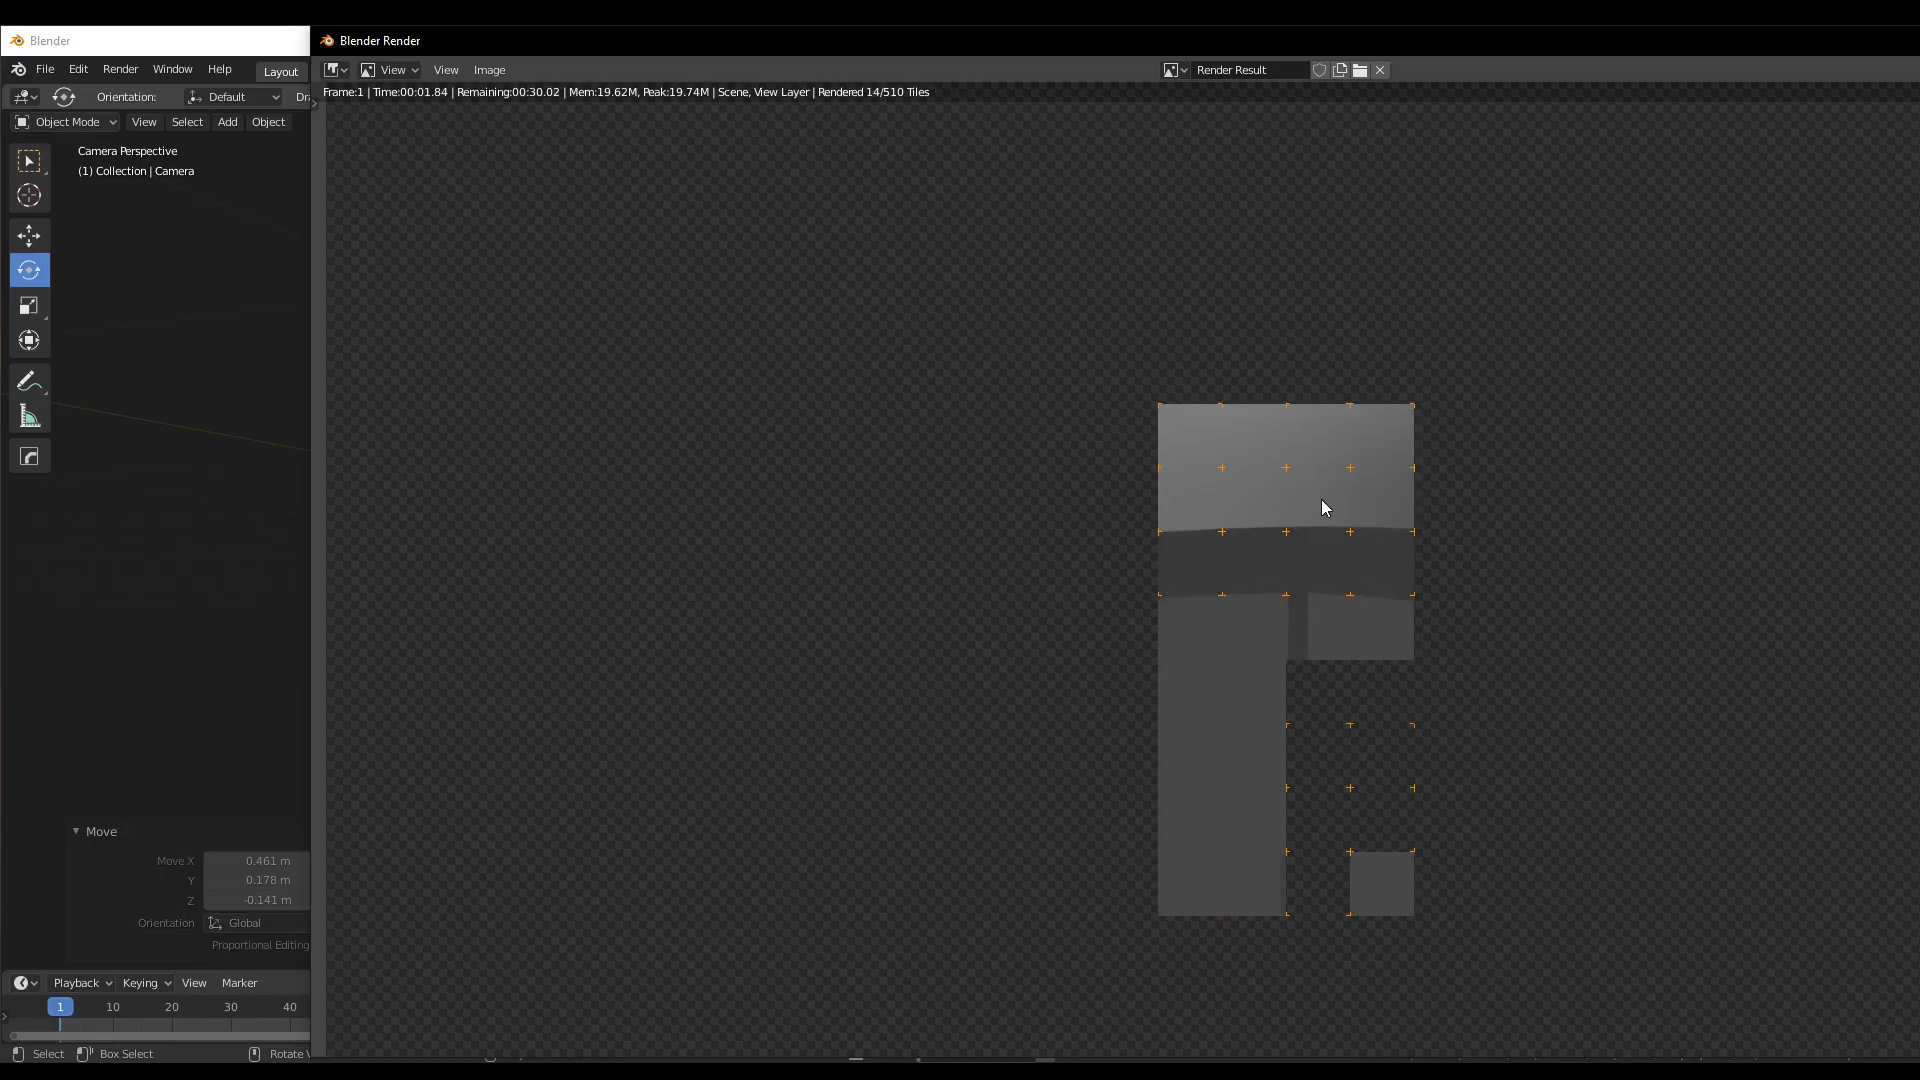 Blender
Blender Render
File Edit Render Window Help Layout
View View Image Render Result
Orientation: Default
Frame:1 | Time:00:01.84 | Remaining:00:30.02 | Mem:19.62M, Peak:19.74M | Scene, View Layer | Rendered 14/510 Tiles
Object Mode View Select Add Object
Camera Perspective
(1) Collection | Camera
Move
Move X 0.461 m
Y 0.178 m
Z -0.141 m
Orientation Global
Proportional Editing
Playback Keying View Marker
1 10 20 30 40
Select Box Select Rotate